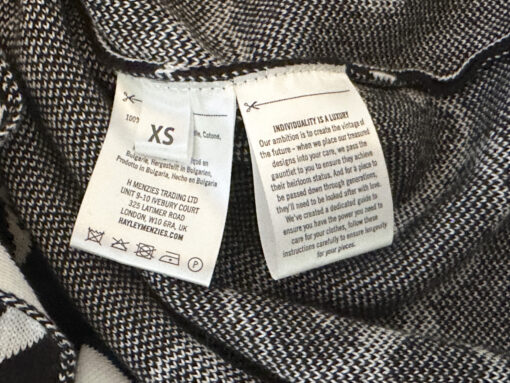 XS
Catone,
Bulgarie, Hergestellt in Bulgarien,
Prodotto in Bulgaria, Hecho en Bulgaria
H MENZIES TRADING LTD
UNIT 9-10 IVEBURY COURT
325 LATIMER ROAD
LONDON, W10 6RA, UK
HAYLEYMENZIES.COM
P
INDIVIDUALITY IS A LUXURY
Our ambition is to create the vintage of
the future – when we place our treasured
designs into your care, we past the
gauntlet to you to ensure they achieve
their heirloom status. And for a piece to
be passed down through generations,
they'll need to be looked after with love.
We've created a dedicated guide to
ensure you have the power you need to
care for your clothes, follow these
instructions carefully to ensure longevity
for your pieces.